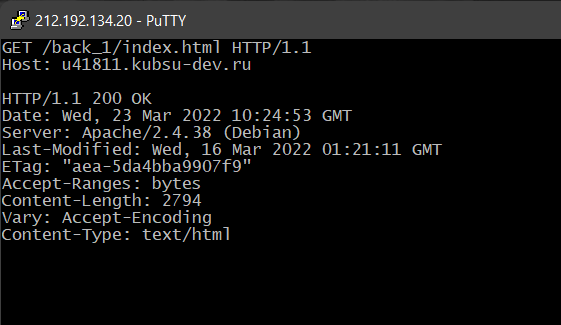 212.192.134.20 - PuTTY
GET /back_1/index.html HTTP/1.1
Host: u41811.kubsu-dev.ru
HTTP/1.1 200 OK
Date: Wed, 23 Mar 2022 10:24:53 GMT
Server: Apache/2.4.38 (Debian)
Last-Modified: Wed, 16 Mar 2022 01:21:11 GMT
ETag: "aea-5da4bba9907f9"
Accept-Ranges: bytes
Content-Length: 2794
Vary: Accept-Encoding
Content-Type: text/html